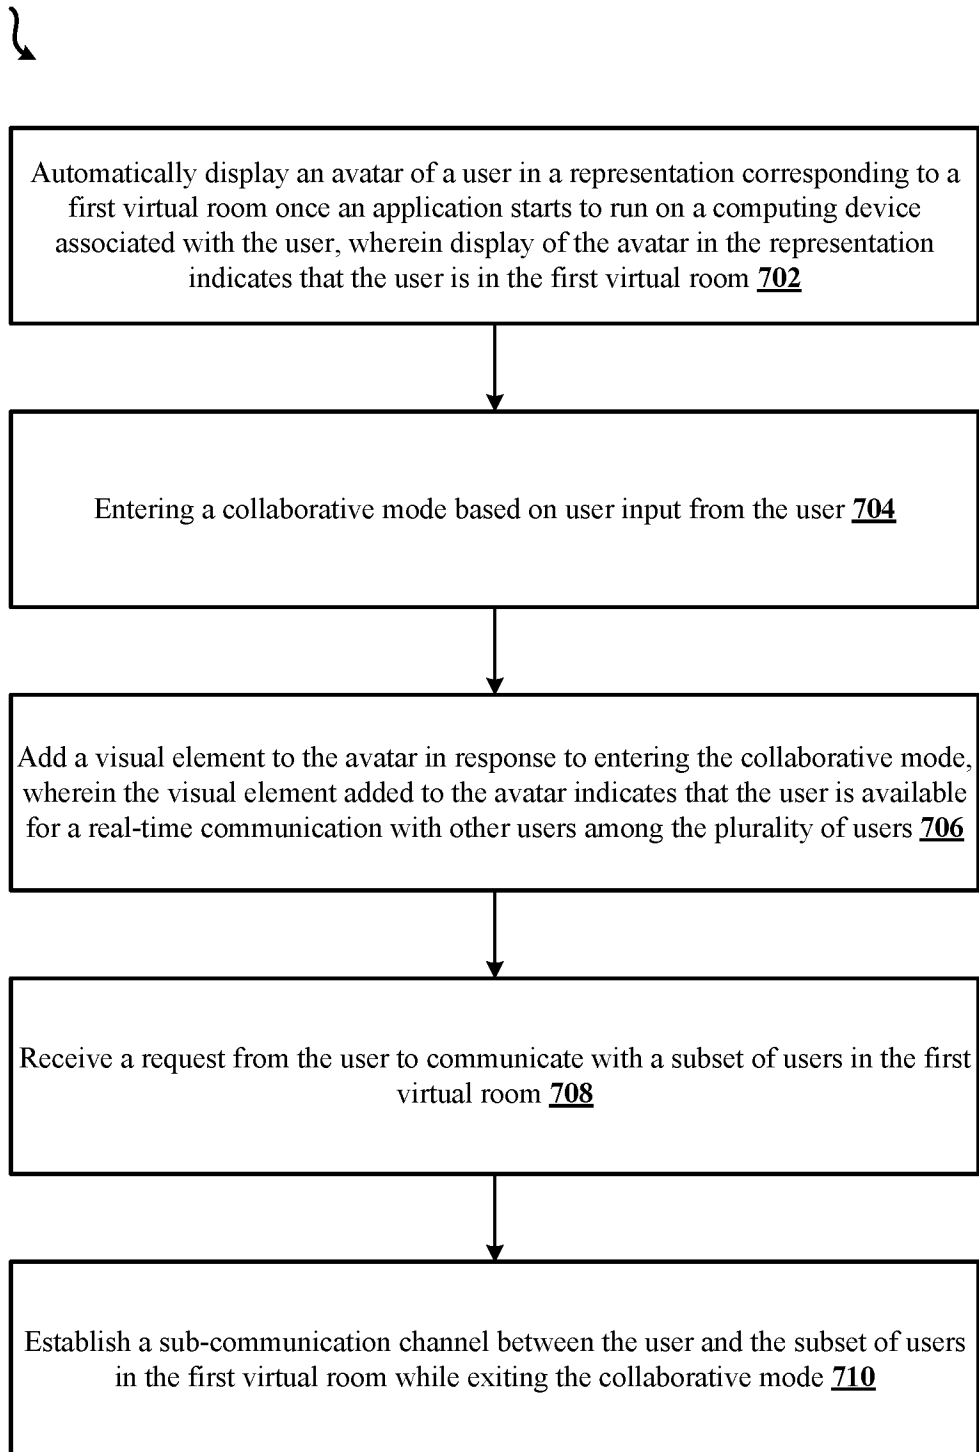 Automatically display an avatar of a user in a representation corresponding to a
first virtual room once an application starts to run on a computing device
associated with the user, wherein display of the avatar in the representation
indicates that the user is in the first virtual room 702
Entering a collaborative mode based on user input from the user 704
Add a visual element to the avatar in response to entering the collaborative mode,
wherein the visual element added to the avatar indicates that the user is available
for a real-time communication with other users among the plurality of users 706
Receive a request from the user to communicate with a subset of users in the first
virtual room 708
Establish a sub-communication channel between the user and the subset of users
in the first virtual room while exiting the collaborative mode 710